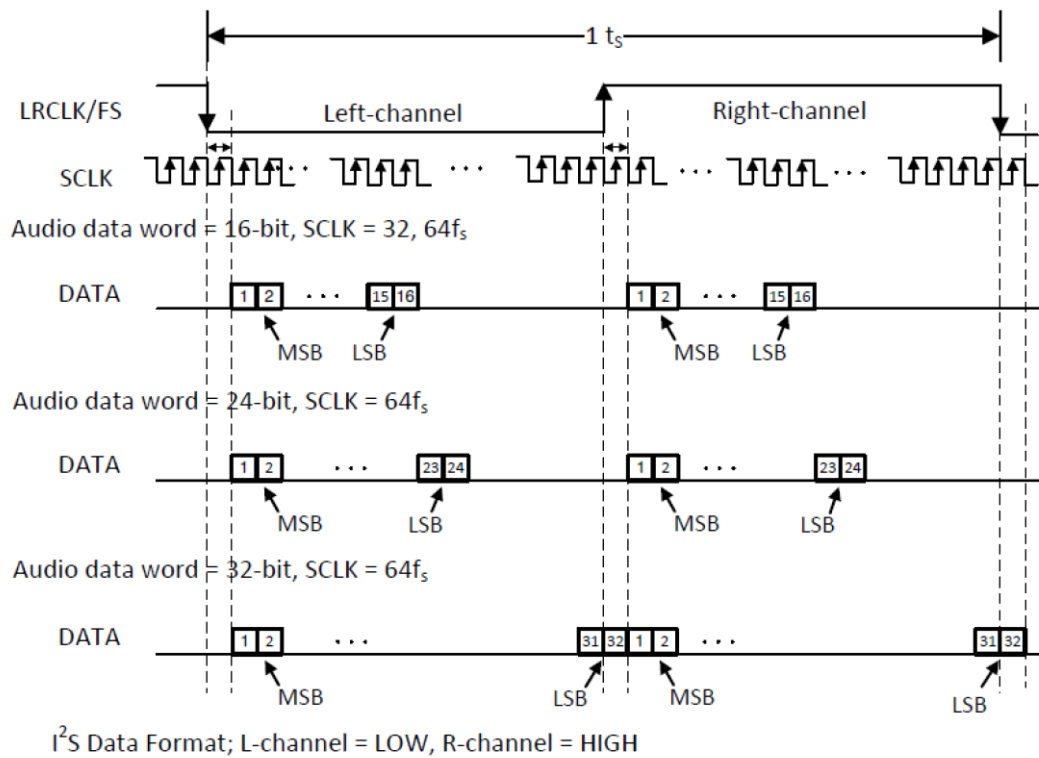 1 tₛ
LRCLK/FS
Left-channel
Right-channel
SCLK
Audio data word = 16-bit, SCLK = 32, 64fₛ
DATA
1 2 ... 15 16 1 2 ... 15 16
MSB LSB MSB LSB
Audio data word = 24-bit, SCLK = 64fₛ
DATA
1 2 ... 23 24 1 2 ... 23 24
MSB LSB MSB LSB
Audio data word = 32-bit, SCLK = 64fₛ
DATA
1 2 ... 31 32 1 2 ... 31 32
MSB LSB MSB LSB
I²S Data Format; L-channel = LOW, R-channel = HIGH